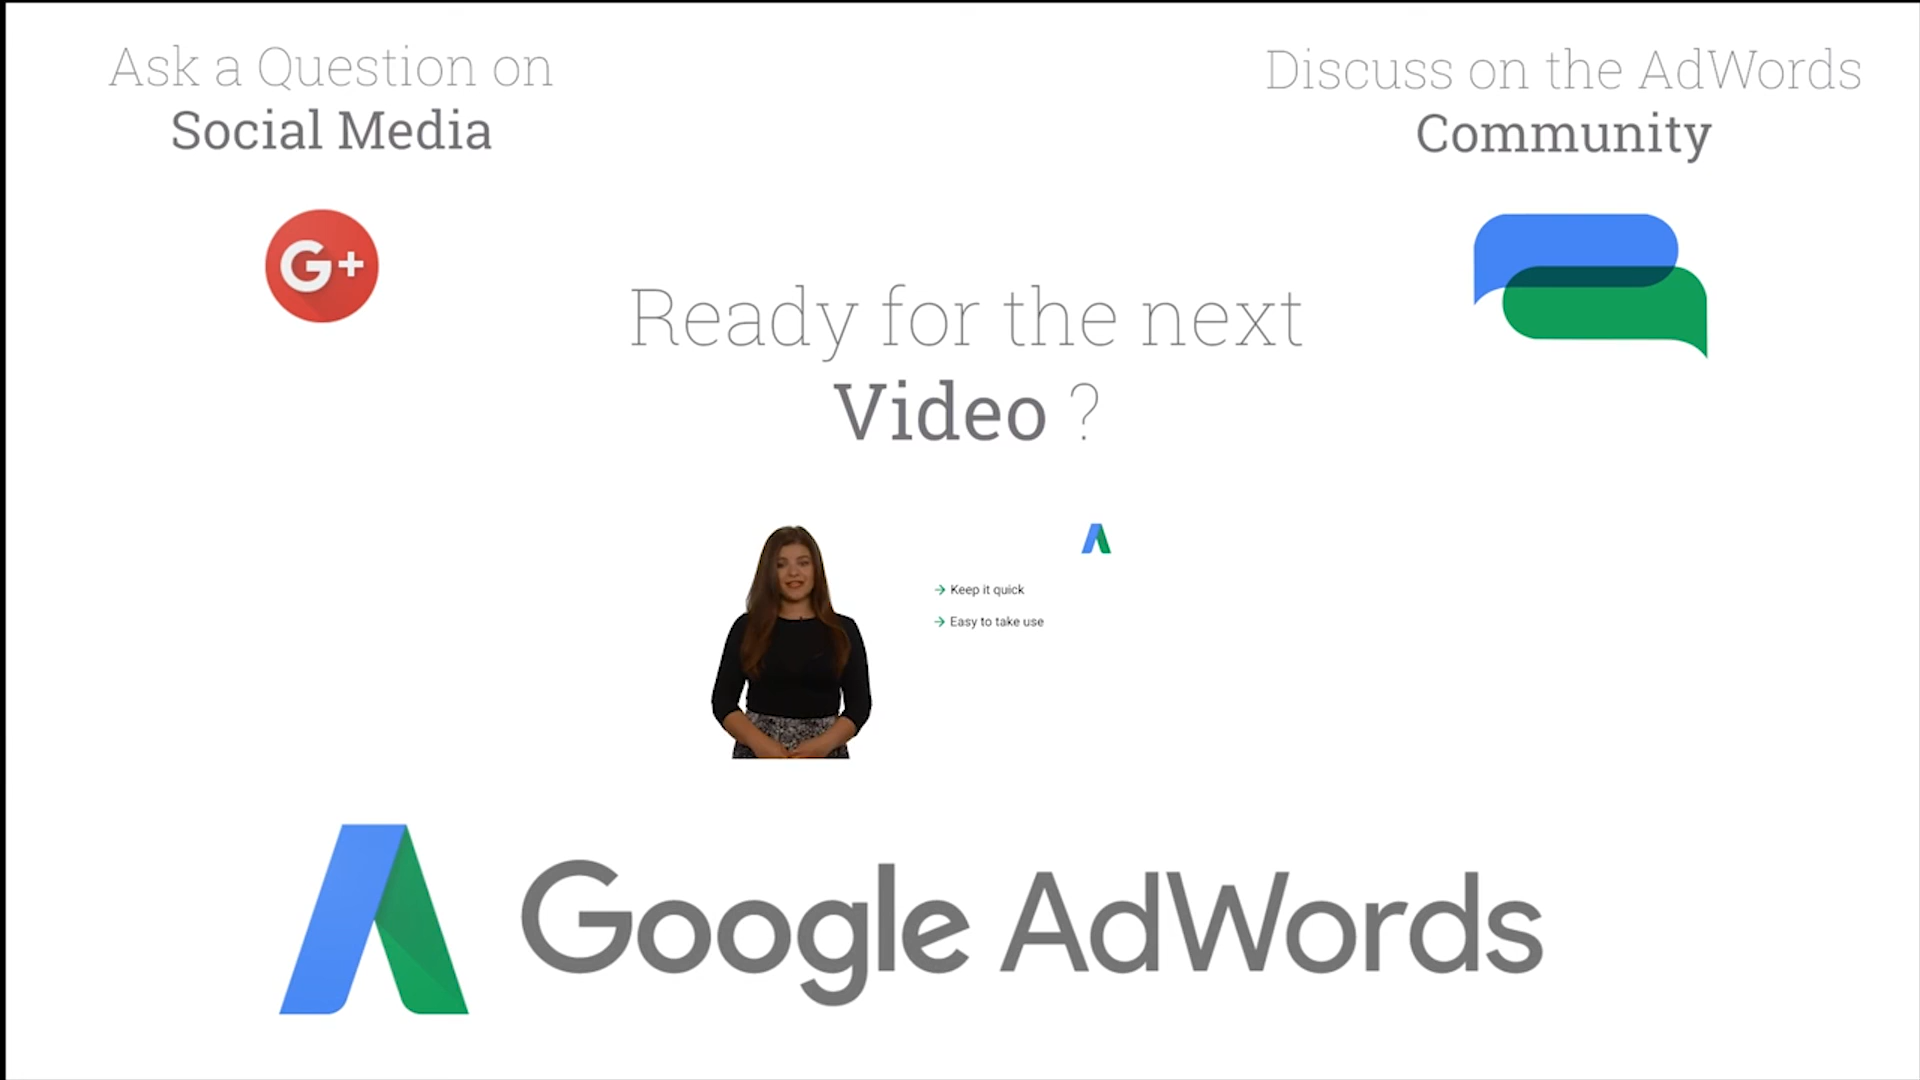 Ask a Question on
Social Media
G+
Discuss on the AdWords
Community
Ready for the next
Video ?
Keep it quick
Easy to take use
Google AdWords